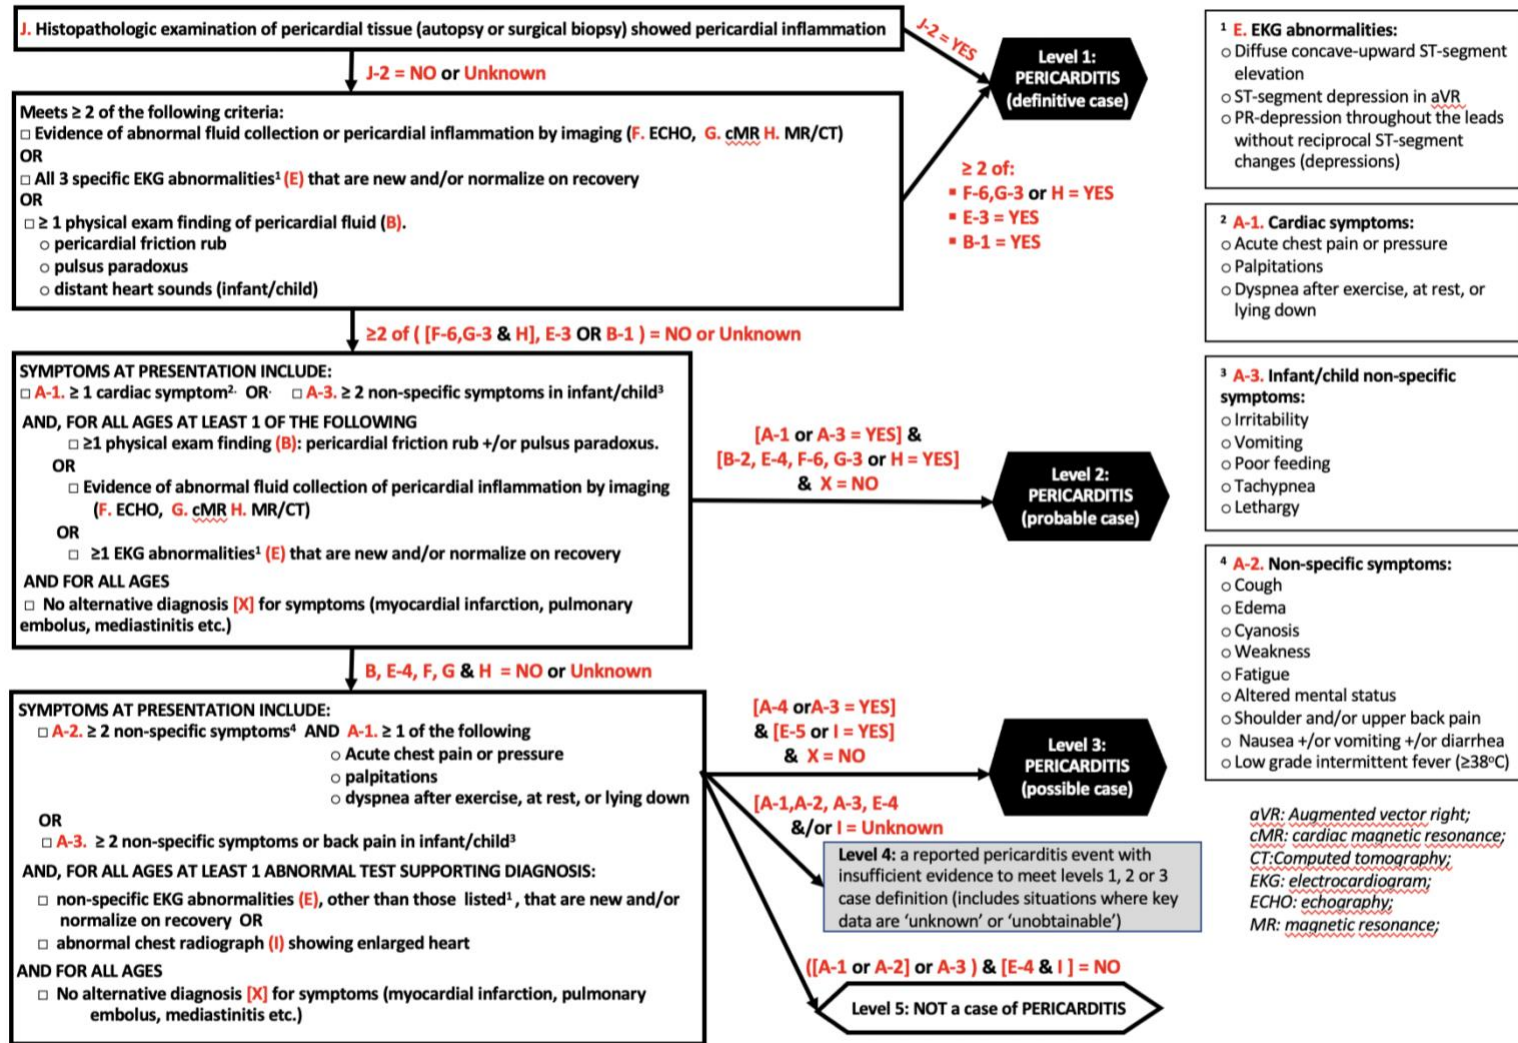 J. Histopathologic examination of pericardial tissue (autopsy or surgical biopsy) showed pericardial inflammation
J-2 = YES
Level 1:
PERICARDITIS
(definitive case)
J-2 = NO or Unknown
Meets ≥ 2 of the following criteria:
□ Evidence of abnormal fluid collection or pericardial inflammation by imaging (F. ECHO, G. cMR H. MR/CT)
OR
□ All 3 specific EKG abnormalities¹ (E) that are new and/or normalize on recovery
OR
□ ≥ 1 physical exam finding of pericardial fluid (B).
o pericardial friction rub
o pulsus paradoxus
o distant heart sounds (infant/child)
≥ 2 of:
▪ F-6,G-3 or H = YES
▪ E-3 = YES
▪ B-1 = YES
≥2 of ( [F-6,G-3 & H], E-3 OR B-1 ) = NO or Unknown
SYMPTOMS AT PRESENTATION INCLUDE:
□ A-1. ≥ 1 cardiac symptom². OR. □ A-3. ≥ 2 non-specific symptoms in infant/child³
AND, FOR ALL AGES AT LEAST 1 OF THE FOLLOWING
□ ≥1 physical exam finding (B): pericardial friction rub +/or pulsus paradoxus.
OR
□ Evidence of abnormal fluid collection of pericardial inflammation by imaging
(F. ECHO, G. cMR H. MR/CT)
OR
□ ≥1 EKG abnormalities¹ (E) that are new and/or normalize on recovery
AND FOR ALL AGES
□ No alternative diagnosis [X] for symptoms (myocardial infarction, pulmonary
embolus, mediastinitis etc.)
[A-1 or A-3 = YES] &
[B-2, E-4, F-6, G-3 or H = YES]
& X = NO
Level 2:
PERICARDITIS
(probable case)
B, E-4, F, G & H = NO or Unknown
SYMPTOMS AT PRESENTATION INCLUDE:
□ A-2. ≥ 2 non-specific symptoms⁴ AND A-1. ≥ 1 of the following
o Acute chest pain or pressure
o palpitations
o dyspnea after exercise, at rest, or lying down
OR
□ A-3. ≥ 2 non-specific symptoms or back pain in infant/child³
AND, FOR ALL AGES AT LEAST 1 ABNORMAL TEST SUPPORTING DIAGNOSIS:
□ non-specific EKG abnormalities (E), other than those listed¹, that are new and/or
normalize on recovery OR
□ abnormal chest radiograph (I) showing enlarged heart
AND FOR ALL AGES
□ No alternative diagnosis [X] for symptoms (myocardial infarction, pulmonary
embolus, mediastinitis etc.)
[A-4 orA-3 = YES]
& [E-5 or I = YES]
& X = NO
Level 3:
PERICARDITIS
(possible case)
[A-1,A-2, A-3, E-4
&/or I = Unknown
Level 4: a reported pericarditis event with
insufficient evidence to meet levels 1, 2 or 3
case definition (includes situations where key
data are ‘unknown’ or ‘unobtainable’)
([A-1 or A-2] or A-3 ) & [E-4 & I ] = NO
Level 5: NOT a case of PERICARDITIS
¹ E. EKG abnormalities:
o Diffuse concave-upward ST-segment
elevation
o ST-segment depression in aVR
o PR-depression throughout the leads
without reciprocal ST-segment
changes (depressions)
² A-1. Cardiac symptoms:
o Acute chest pain or pressure
o Palpitations
o Dyspnea after exercise, at rest, or
lying down
³ A-3. Infant/child non-specific
symptoms:
o Irritability
o Vomiting
o Poor feeding
o Tachypnea
o Lethargy
⁴ A-2. Non-specific symptoms:
o Cough
o Edema
o Cyanosis
o Weakness
o Fatigue
o Altered mental status
o Shoulder and/or upper back pain
o Nausea +/or vomiting +/or diarrhea
o Low grade intermittent fever (≥38ºC)
aVR: Augmented vector right;
cMR: cardiac magnetic resonance;
CT:Computed tomography;
EKG: electrocardiogram;
ECHO: echography;
MR: magnetic resonance;